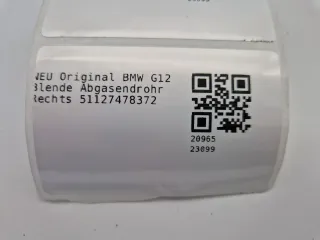 NEU Original BMW G12
Blende Abgasendrohr
Rechts 51127478372
20965
23099